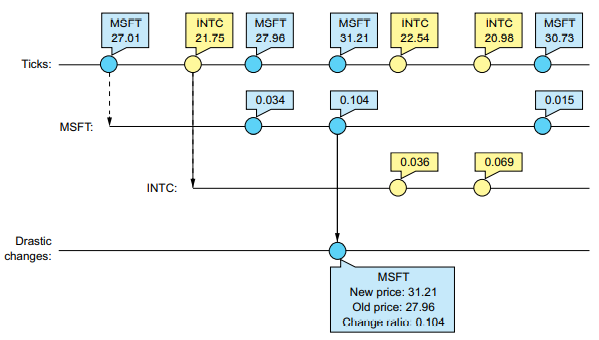 MSFT
27.01
INTC
21.75
MSFT
27.96
MSFT
31.21
INTC
22.54
INTC
20.98
MSFT
30.73
Ticks:
0.034
0.104
0.015
MSFT:
0.036
0.069
INTC:
Drastic
changes:
MSFT
New price: 31.21
Old price: 27.96
Change ratio: 0.104